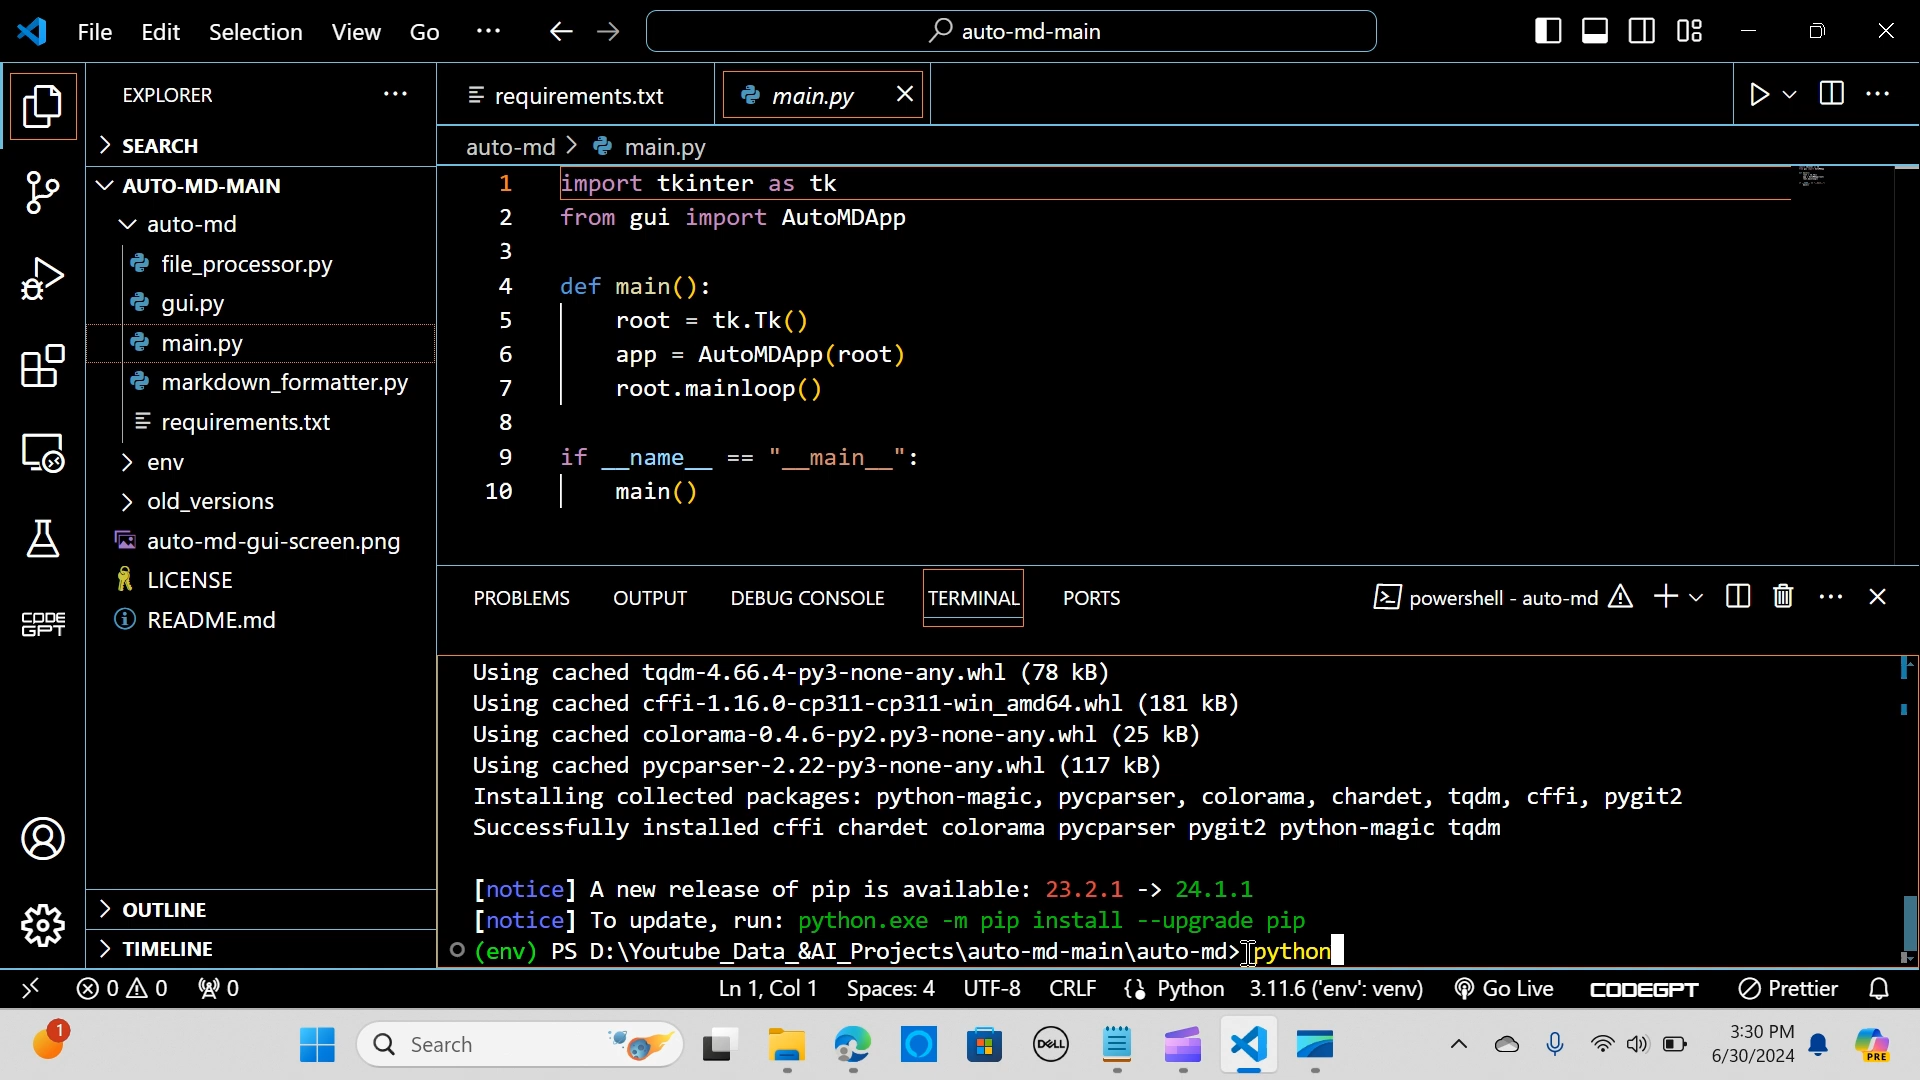 File Edit Selection View Go ··· auto-md-main
EXPLORER ···
SEARCH
AUTO-MD-MAIN
auto-md
file_processor.py
gui.py
main.py
markdown_formatter.py
requirements.txt
env
old_versions
auto-md-gui-screen.png
LICENSE
README.md
OUTLINE
TIMELINE
CODE
GPT
requirements.txt main.py
auto-md > main.py
1 import tkinter as tk
2 from gui import AutoMDApp
3
4 def main():
5 root = tk.Tk()
6 app = AutoMDApp(root)
7 root.mainloop()
8
9 if __name__ == "__main__":
10 main()
PROBLEMS OUTPUT DEBUG CONSOLE TERMINAL PORTS powershell - auto-md
Using cached tqdm-4.66.4-py3-none-any.whl (78 kB)
Using cached cffi-1.16.0-cp311-cp311-win_amd64.whl (181 kB)
Using cached colorama-0.4.6-py2.py3-none-any.whl (25 kB)
Using cached pycparser-2.22-py3-none-any.whl (117 kB)
Installing collected packages: python-magic, pycparser, colorama, chardet, tqdm, cffi, pygit2
Successfully installed cffi chardet colorama pycparser pygit2 python-magic tqdm
[notice] A new release of pip is available: 23.2.1 -> 24.1.1
[notice] To update, run: python.exe -m pip install --upgrade pip
(env) PS D:\Youtube_Data_&AI_Projects\auto-md-main\auto-md> python
0 0 0 Ln 1, Col 1 Spaces: 4 UTF-8 CRLF Python 3.11.6 ('env': venv) Go Live CODEGPT Prettier
1 Search DELL 3:30 PM
6/30/2024 PRE